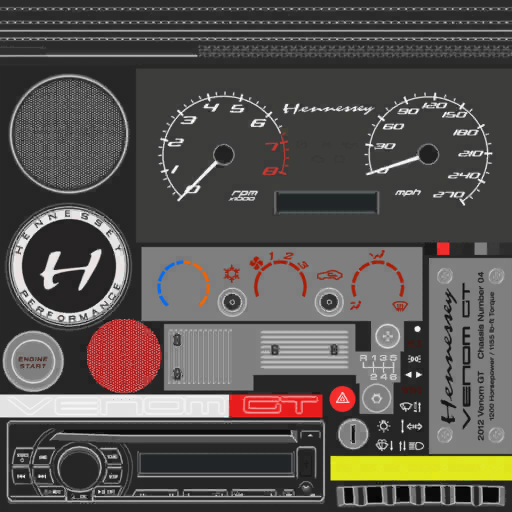 Hennessey
0 1 2 3 4 5 6 7 8
rpm
x1000
0 30 60 90 120 150 180 210 240 270
mph
HENNESSEY
H
PERFORMANCE
1 2 3
ENGINE
START
R 1 3 5
2 4 6
VENOM GT
Hennessey
VENOM GT
2012 Venom GT Chassis Number 04
1200 Horsepower / 1155 lb-ft Torque